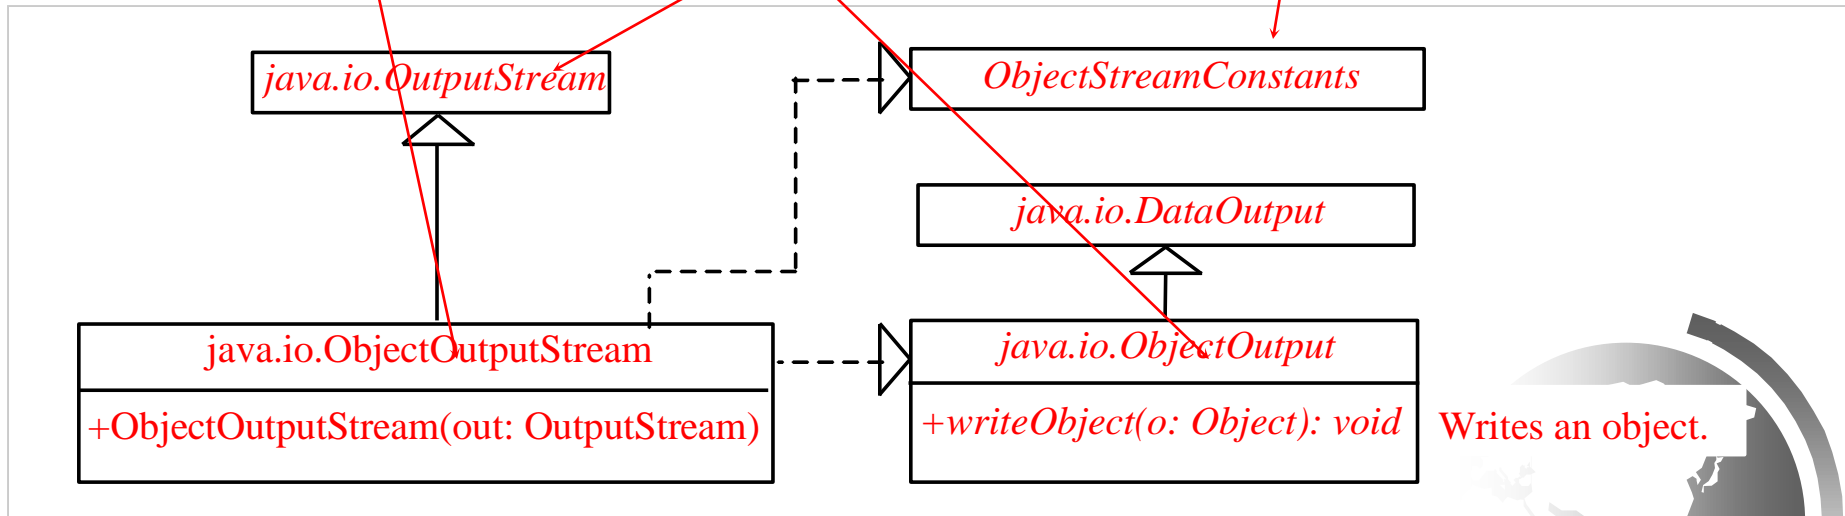 java.io.OutputStream
ObjectStreamConstants
java.io.DataOutput
java.io.ObjectOutputStream
java.io.ObjectOutput
+ObjectOutputStream(out: OutputStream)
+writeObject(o: Object): void
Writes an object.